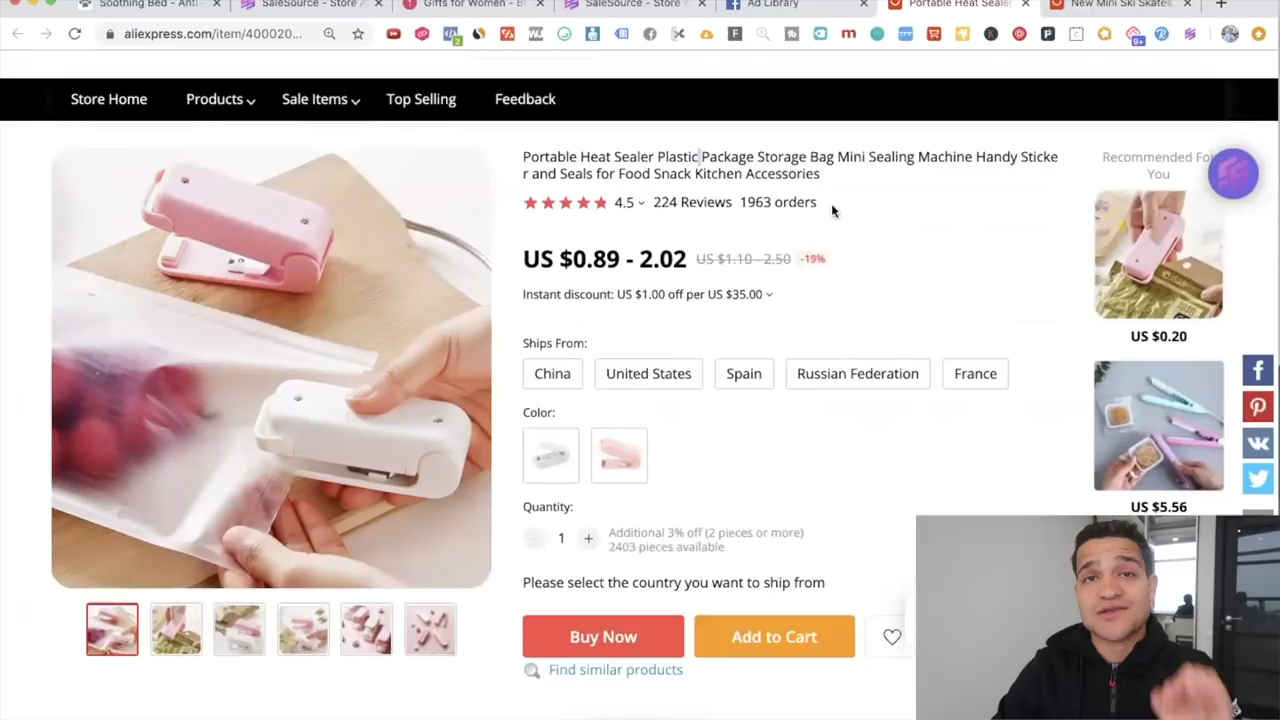 Soothing Bed - Anti-
SaleSource - Store
Gifts for Women - B
SaleSource - Store
Ad Library
Portable Heat Sealer
New Mini Ski Skates
aliexpress.com/item/400020...
Store Home
Products
Sale Items
Top Selling
Feedback
Portable Heat Sealer Plastic Package Storage Bag Mini Sealing Machine Handy Sticke
r and Seals for Food Snack Kitchen Accessories
4.5
224 Reviews
1963 orders
US $0.89 - 2.02
US $1.10 - 2.50
-19%
Instant discount: US $1.00 off per US $35.00
Ships From:
China
United States
Spain
Russian Federation
France
Color:
Quantity:
1
Additional 3% off (2 pieces or more)
2403 pieces available
Please select the country you want to ship from
Buy Now
Add to Cart
Find similar products
Recommended For
You
US $0.20
US $5.56